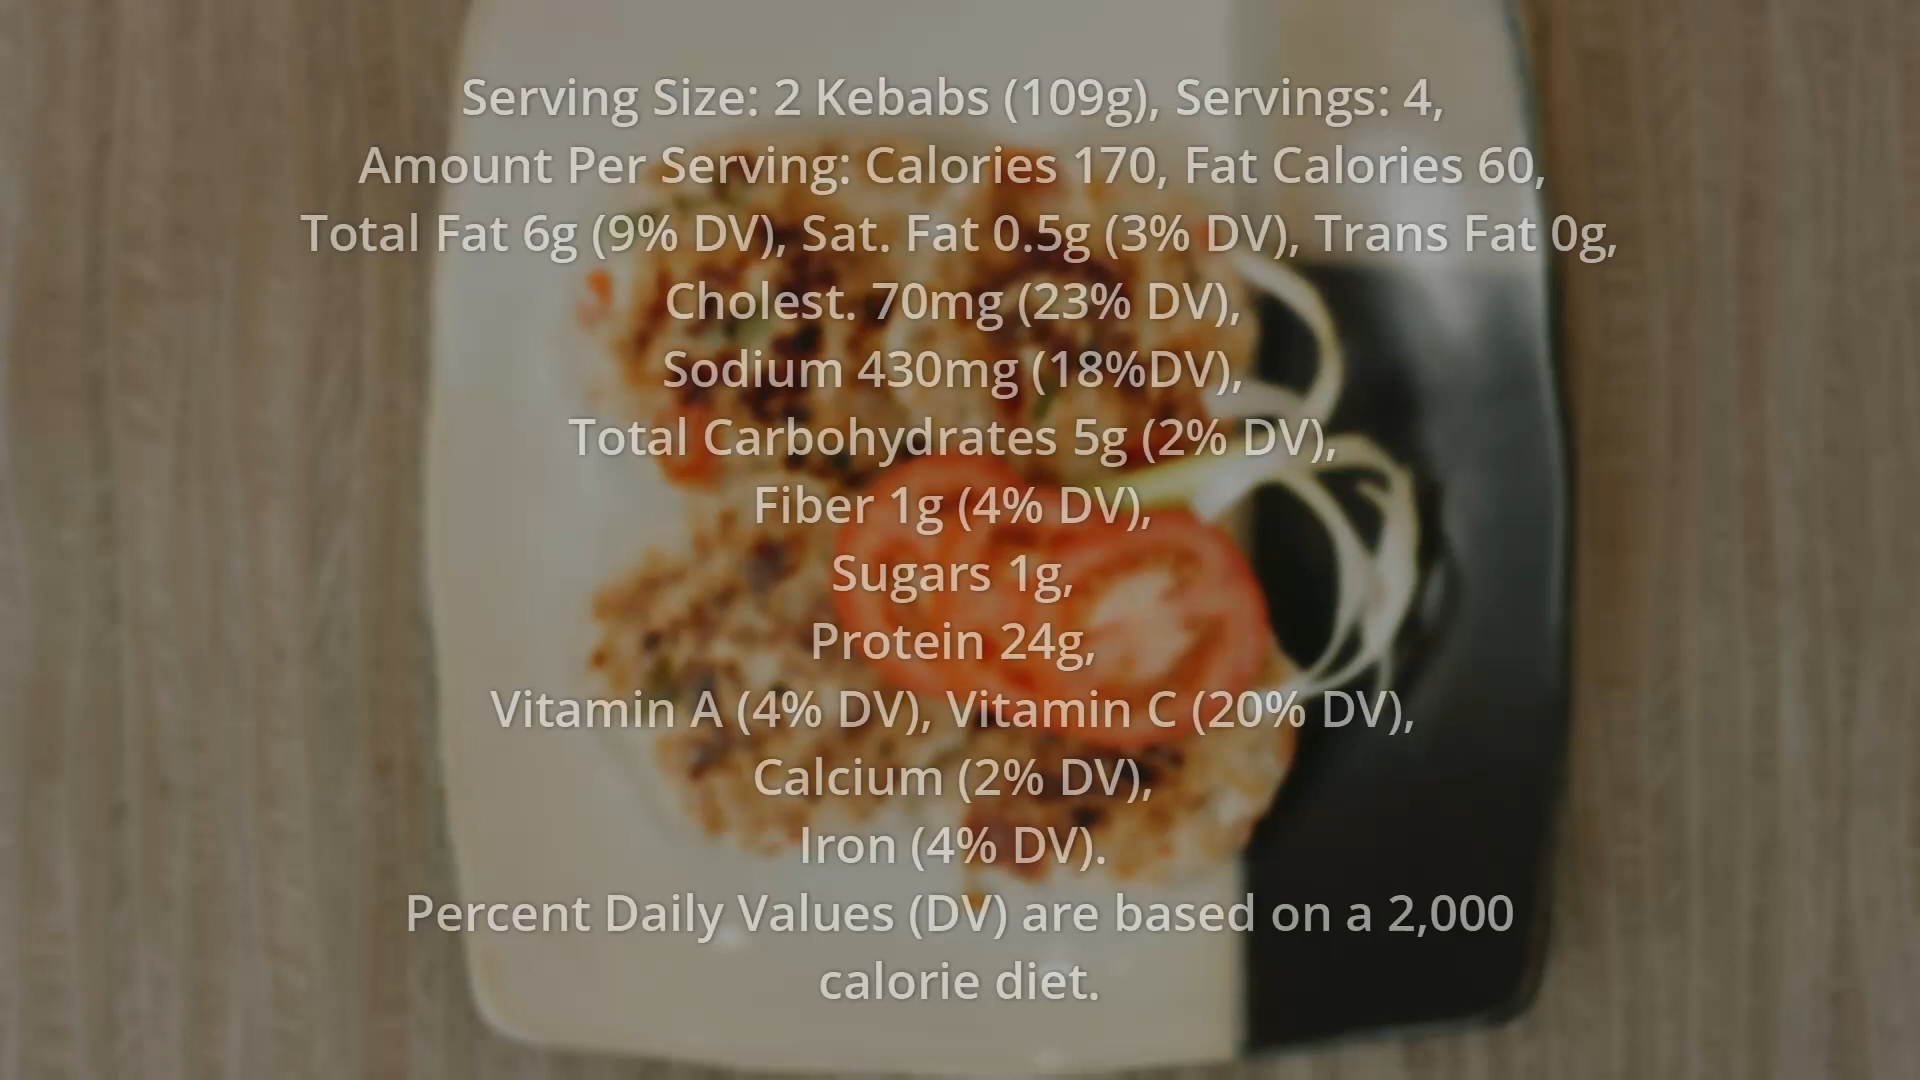 Serving Size: 2 Kebabs (109g), Servings: 4,
Amount Per Serving: Calories 170, Fat Calories 60,
Total Fat 6g (9% DV), Sat. Fat 0.5g (3% DV), Trans Fat 0g,
Cholest. 70mg (23% DV),
Sodium 430mg (18%DV),
Total Carbohydrates 5g (2% DV),
Fiber 1g (4% DV),
Sugars 1g,
Protein 24g,
Vitamin A (4% DV), Vitamin C (20% DV),
Calcium (2% DV),
Iron (4% DV).
Percent Daily Values (DV) are based on a 2,000
calorie diet.